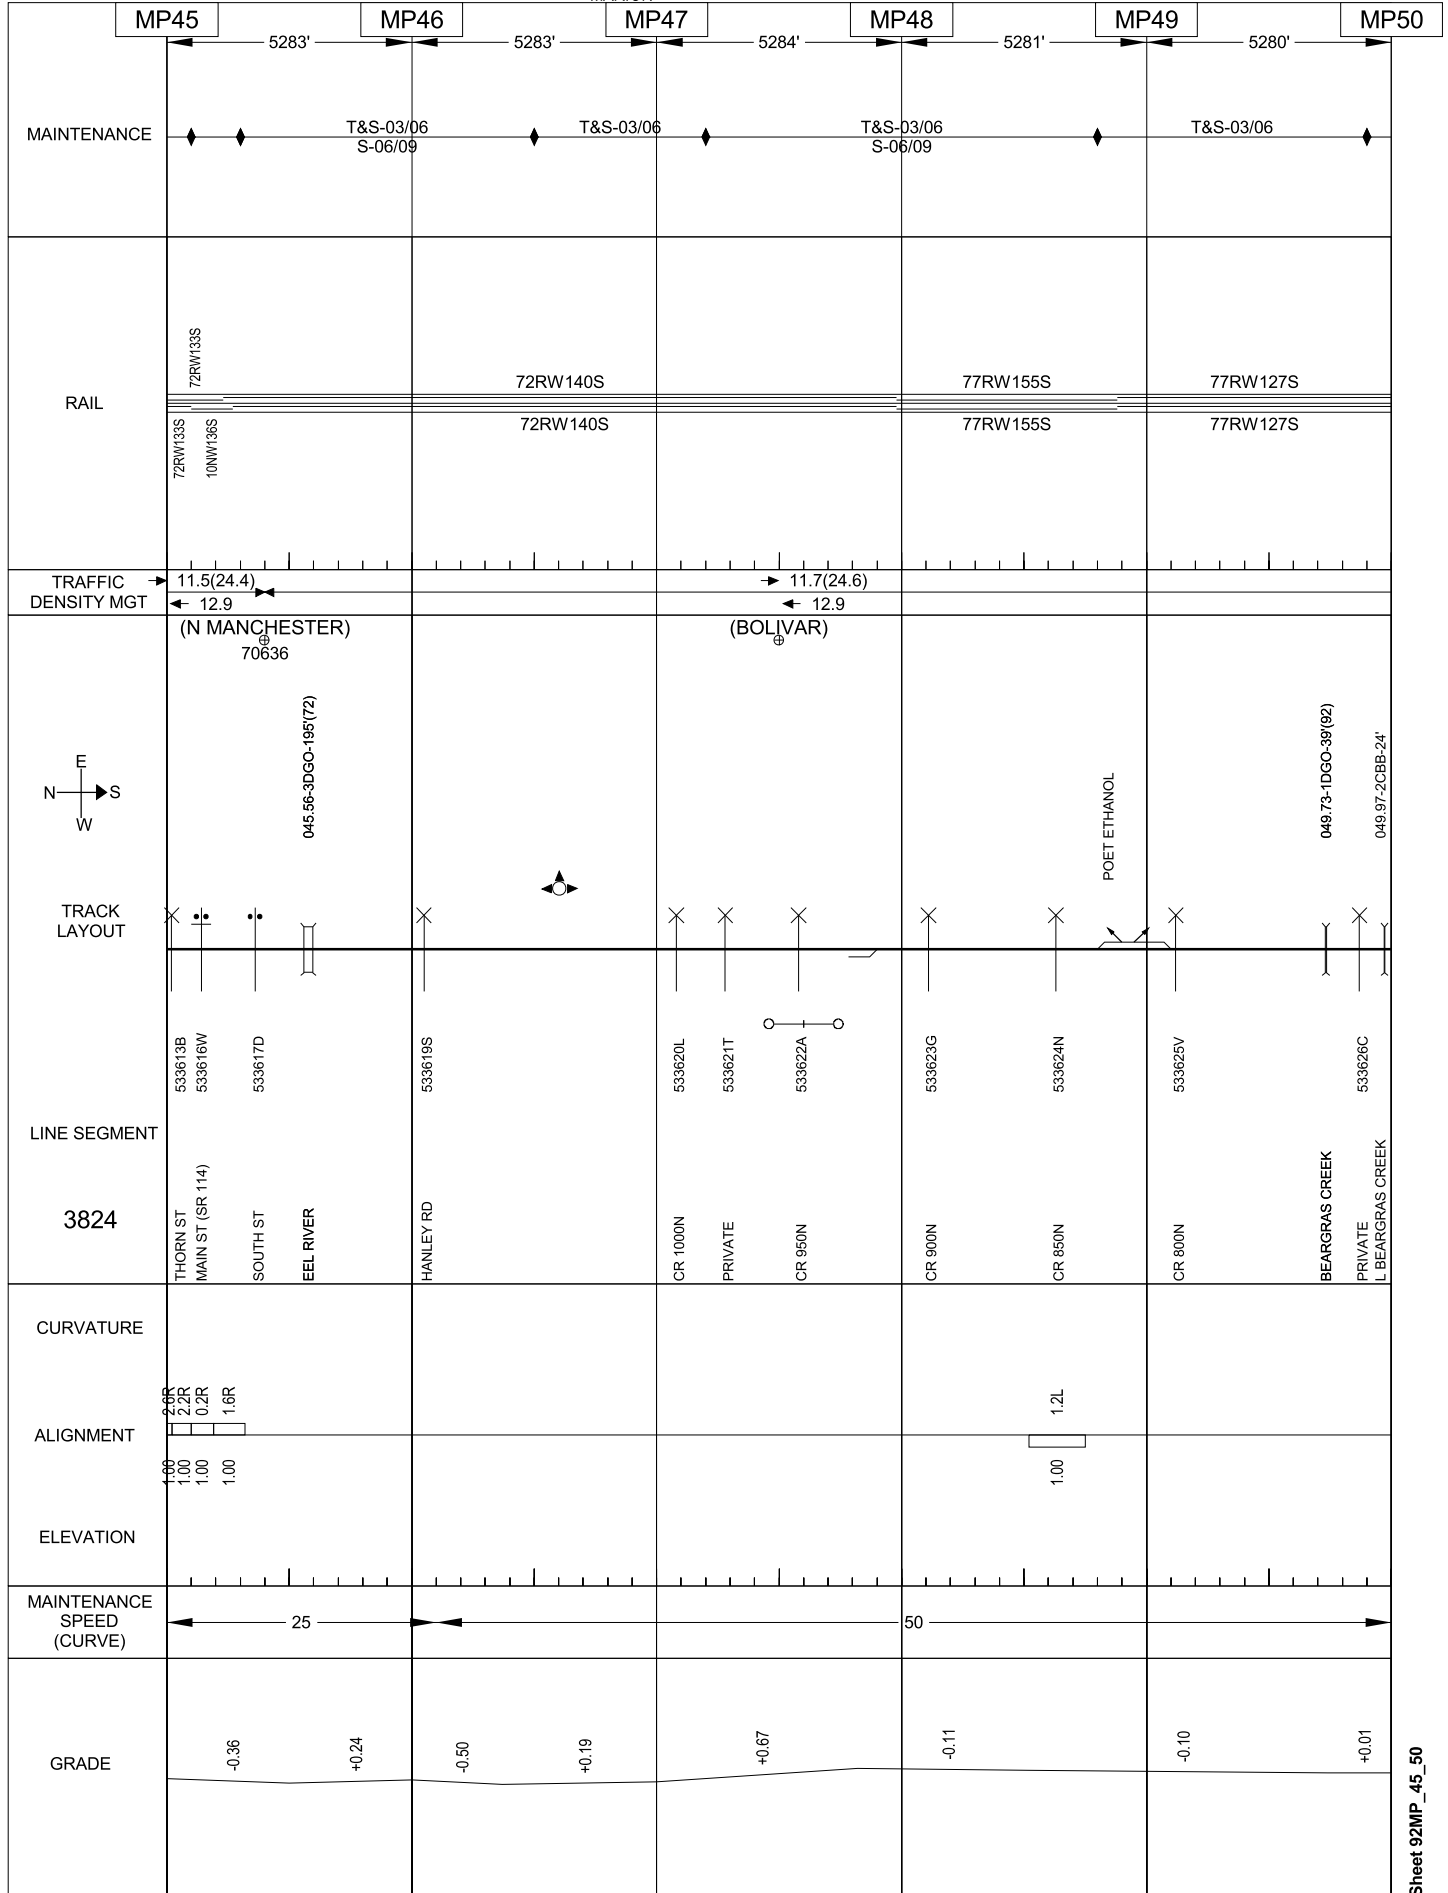 MP45 MP46 MP47 MP48 MP49 MP50
5283' 5283' 5284' 5281' 5280'
MAINTENANCE
T&S-03/06 T&S-03/06 T&S-03/06 T&S-03/06
S-06/09 S-06/09
RAIL
72RW133S
72RW140S 77RW155S 77RW127S
72RW140S 77RW155S 77RW127S
72RW133S
10NW136S
TRAFFIC
DENSITY MGT
11.5(24.4) 11.7(24.6)
12.9 12.9
(N MANCHESTER) (BOLIVAR)
70636
045.56-3DGO-195'(72)
049.73-1DGO-39'(92)
049.97-2CBB-24'
E
N S
W
POET ETHANOL
TRACK
LAYOUT
533613B
533616W
533617D
533619S
533620L
533621T
533622A
533623G
533624N
533625V
533626C
LINE SEGMENT
3824
THORN ST
MAIN ST (SR 114)
SOUTH ST
EEL RIVER
HANLEY RD
CR 1000N
PRIVATE
CR 950N
CR 900N
CR 850N
CR 800N
BEARGRAS CREEK
PRIVATE
L BEARGRAS CREEK
CURVATURE
2.6R
2.2R
0.2R
1.6R
1.2L
ALIGNMENT
1.00
1.00
1.00
1.00
1.00
ELEVATION
MAINTENANCE
SPEED
(CURVE)
25 50
GRADE
-0.36
+0.24
-0.50
+0.19
+0.67
-0.11
-0.10
+0.01
Sheet 92MP_45_50